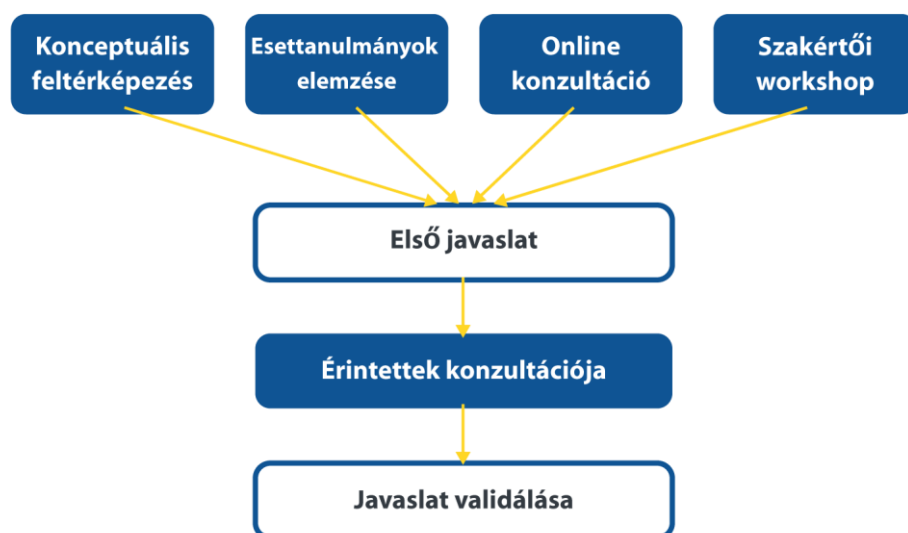 Konceptuális
feltérképezés
Esettanulmányok
elemzése
Online
konzultáció
Szakértői
workshop
Első javaslat
Érintettek konzultációja
Javaslat validálása